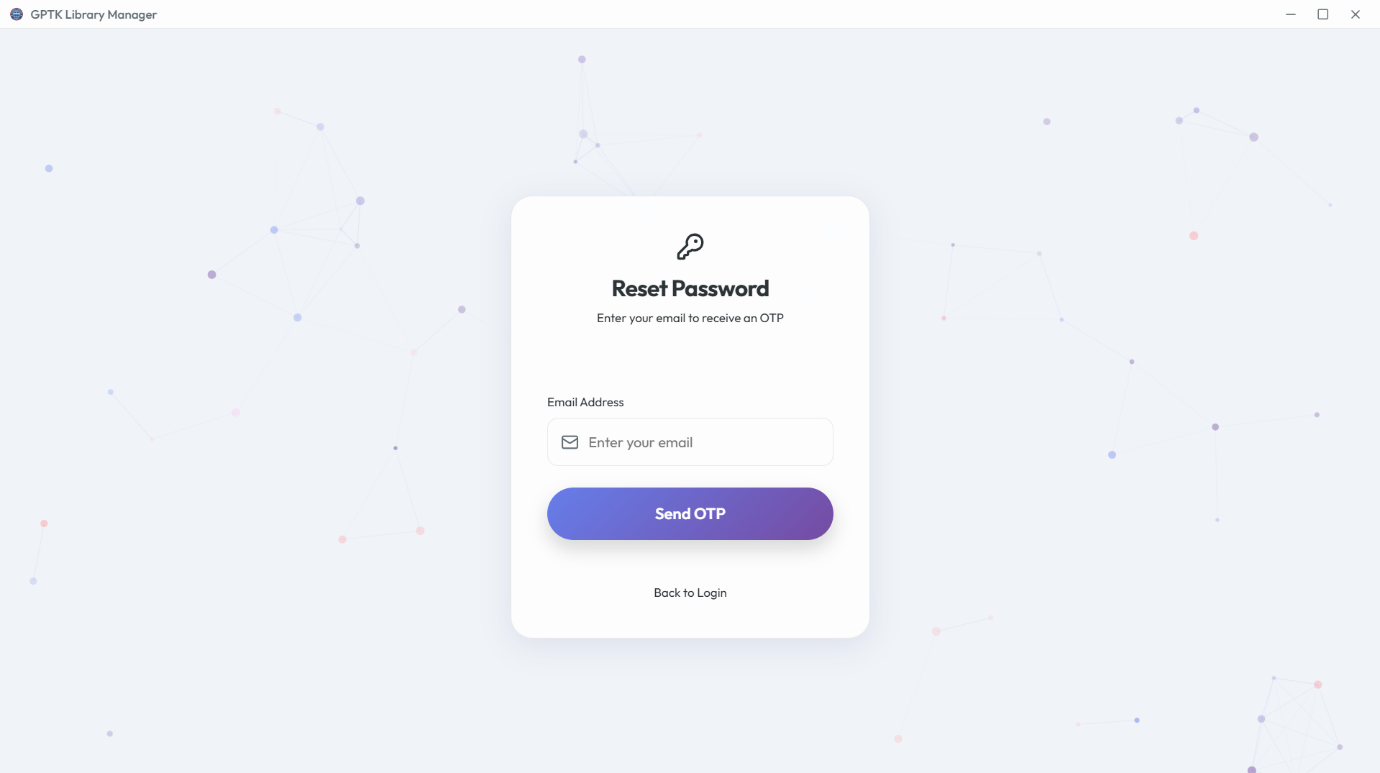 GPTK Library Manager
Reset Password
Enter your email to receive an OTP
Email Address
Enter your email
Send OTP
Back to Login